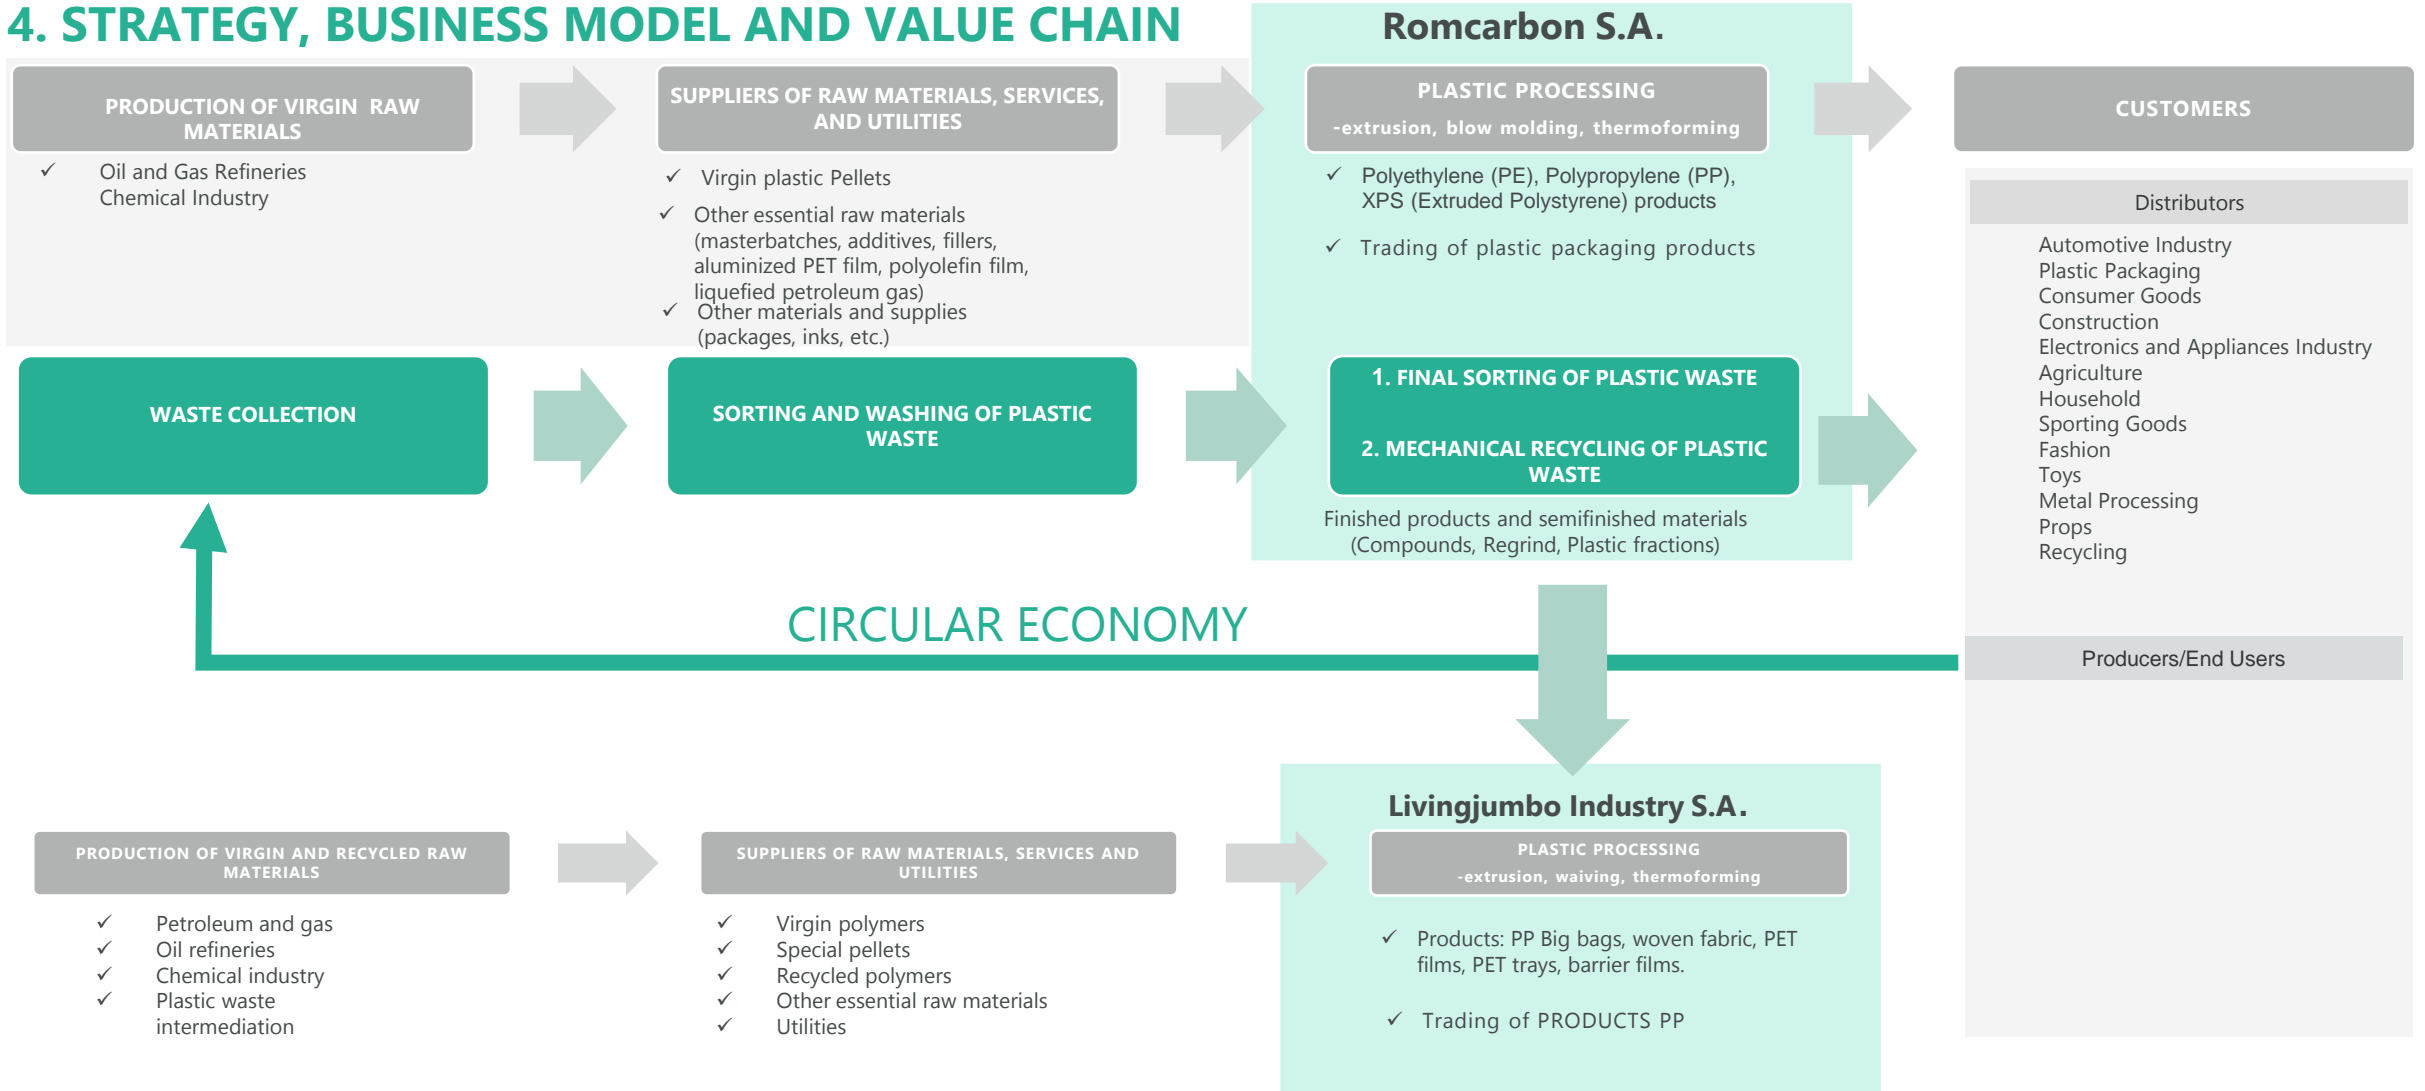 4. STRATEGY, BUSINESS MODEL AND VALUE CHAIN
Romcarbon S.A.
PRODUCTION OF VIRGIN RAW
MATERIALS
✓ Oil and Gas Refineries
Chemical Industry
SUPPLIERS OF RAW MATERIALS, SERVICES,
AND UTILITIES
✓ Virgin plastic Pellets
✓ Other essential raw materials
(masterbatches, additives, fillers,
aluminized PET film, polyolefin film,
liquefied petroleum gas)
✓ Other materials and supplies
(packages, inks, etc.)
PLASTIC PROCESSING
-extrusion, blow molding, thermoforming
✓ Polyethylene (PE), Polypropylene (PP),
XPS (Extruded Polystyrene) products
✓ Trading of plastic packaging products
CUSTOMERS
Distributors
Automotive Industry
Plastic Packaging
Consumer Goods
Construction
Electronics and Appliances Industry
Agriculture
Household
Sporting Goods
Fashion
Toys
Metal Processing
Props
Recycling
Producers/End Users
WASTE COLLECTION
SORTING AND WASHING OF PLASTIC
WASTE
1. FINAL SORTING OF PLASTIC WASTE
2. MECHANICAL RECYCLING OF PLASTIC
WASTE
Finished products and semifinished materials
(Compounds, Regrind, Plastic fractions)
CIRCULAR ECONOMY
Livingjumbo Industry S.A.
PRODUCTION OF VIRGIN AND RECYCLED RAW
MATERIALS
✓ Petroleum and gas
✓ Oil refineries
✓ Chemical industry
✓ Plastic waste
intermediation
SUPPLIERS OF RAW MATERIALS, SERVICES AND
UTILITIES
✓ Virgin polymers
✓ Special pellets
✓ Recycled polymers
✓ Other essential raw materials
✓ Utilities
PLASTIC PROCESSING
-extrusion, waiving, thermoforming
✓ Products: PP Big bags, woven fabric, PET
films, PET trays, barrier films.
✓ Trading of PRODUCTS PP